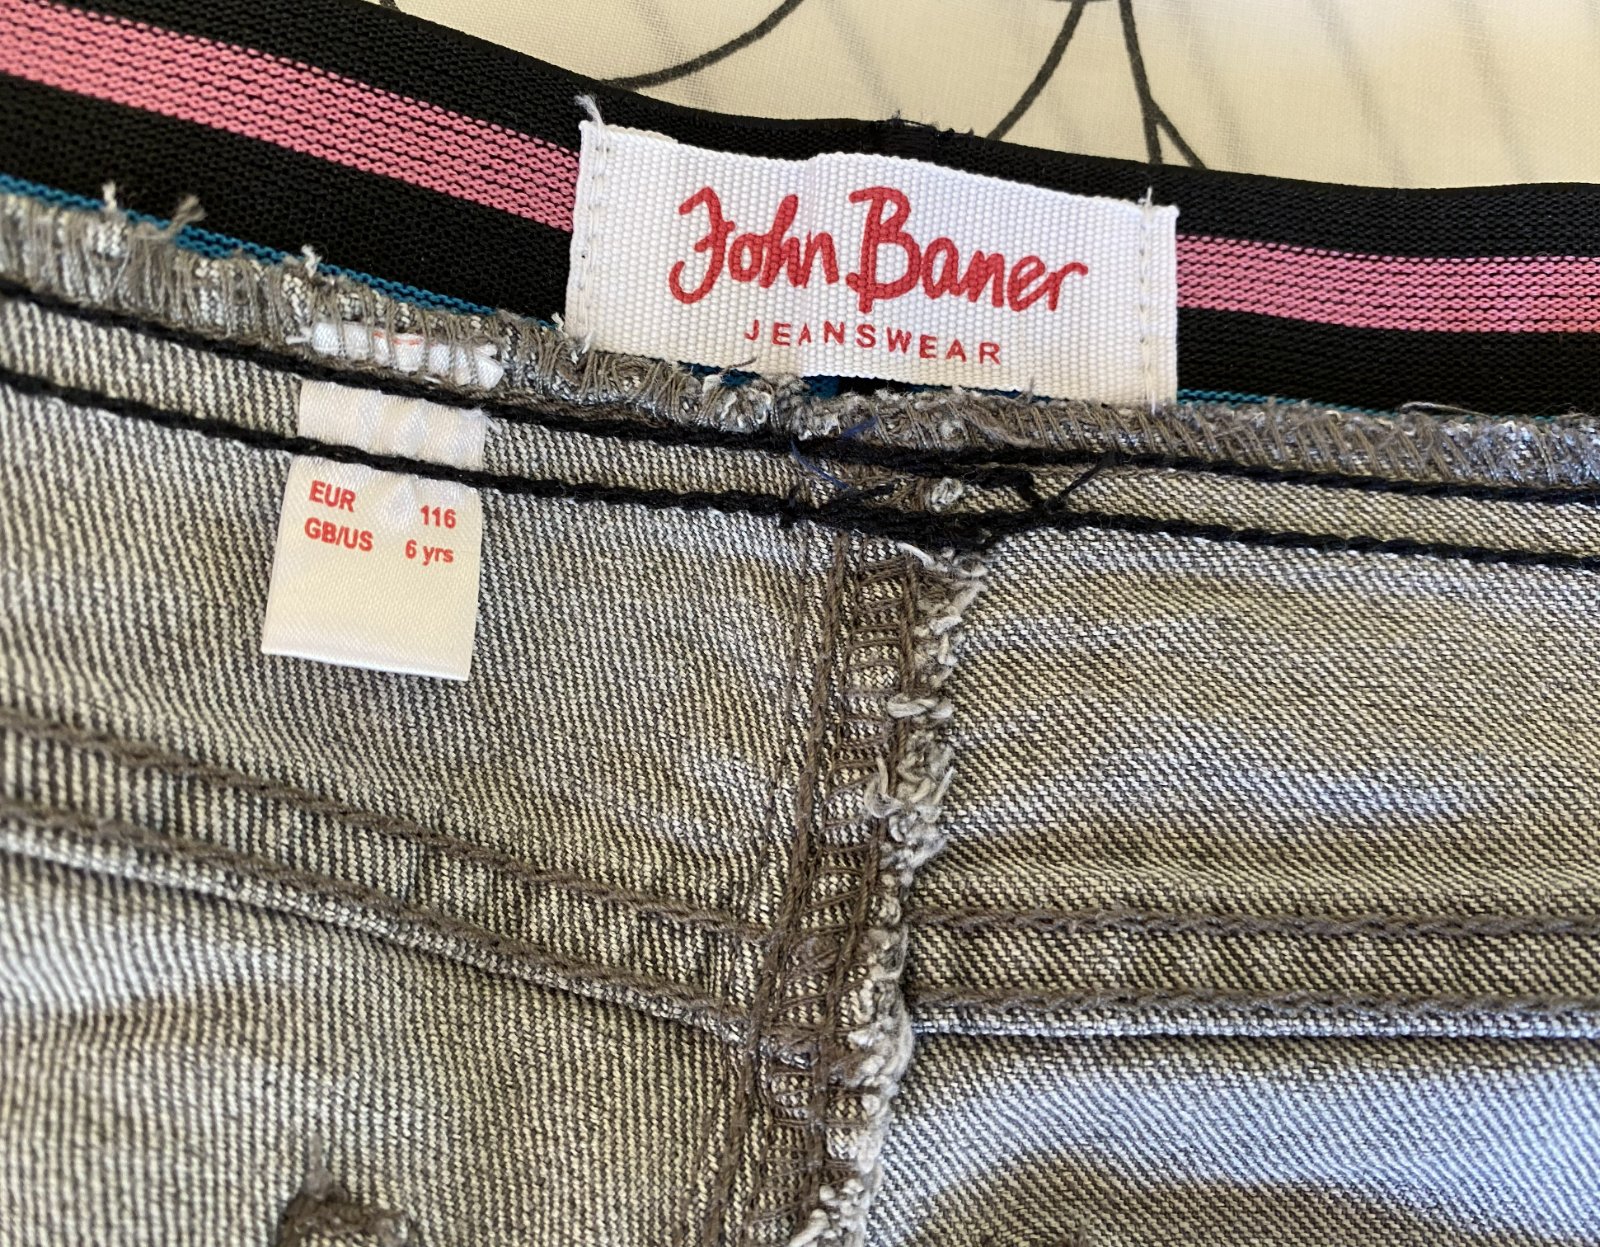 John Baner
JEANSWEAR
EUR 116
GB/US 6 yrs